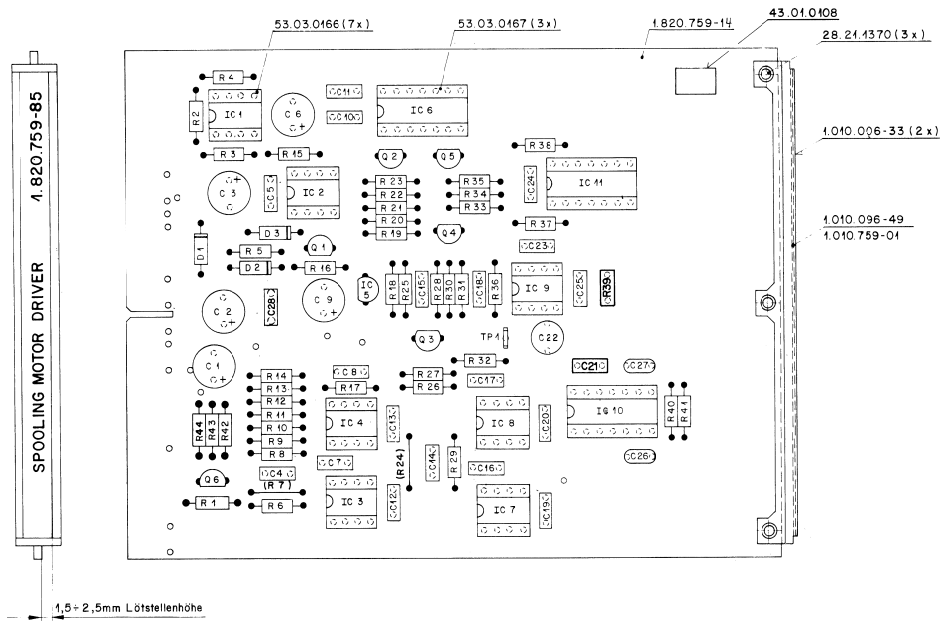 53.03.0166 (7x)
53.03.0167 (3x)
1.820.759-14
43.01.0108
28.21.1370 (3x)
1.010.006-33 (2x)
1.010.096-49
1.010.759-01
SPOOLING MOTOR DRIVER 1.820.759-85
R4
R2
IC1
C6
C11
C10
IC6
R3
R15
Q2
Q5
R38
C3
C5
IC2
R23
R22
R21
R20
R19
R35
R34
R33
C24
IC11
Q4
R37
D1
D3
Q1
C23
R5
D2
R16
C2
C28
C9
IC5
R18
R25
C15
R28
R30
R31
C18
R36
IC9
C25
R39
Q3
TP1
C22
C1
R32
R14
R13
R12
R11
R10
R9
R8
C8
R17
R27
R26
C17
C21
C27
R44
R43
R42
IC4
C13
IC8
C20
IC10
R40
R41
C7
(R24)
C14
R29
C16
C26
Q6
C4
(R7)
R1
R6
IC3
C12
IC7
C19
1,5÷2,5mm Lötstellenhöhe